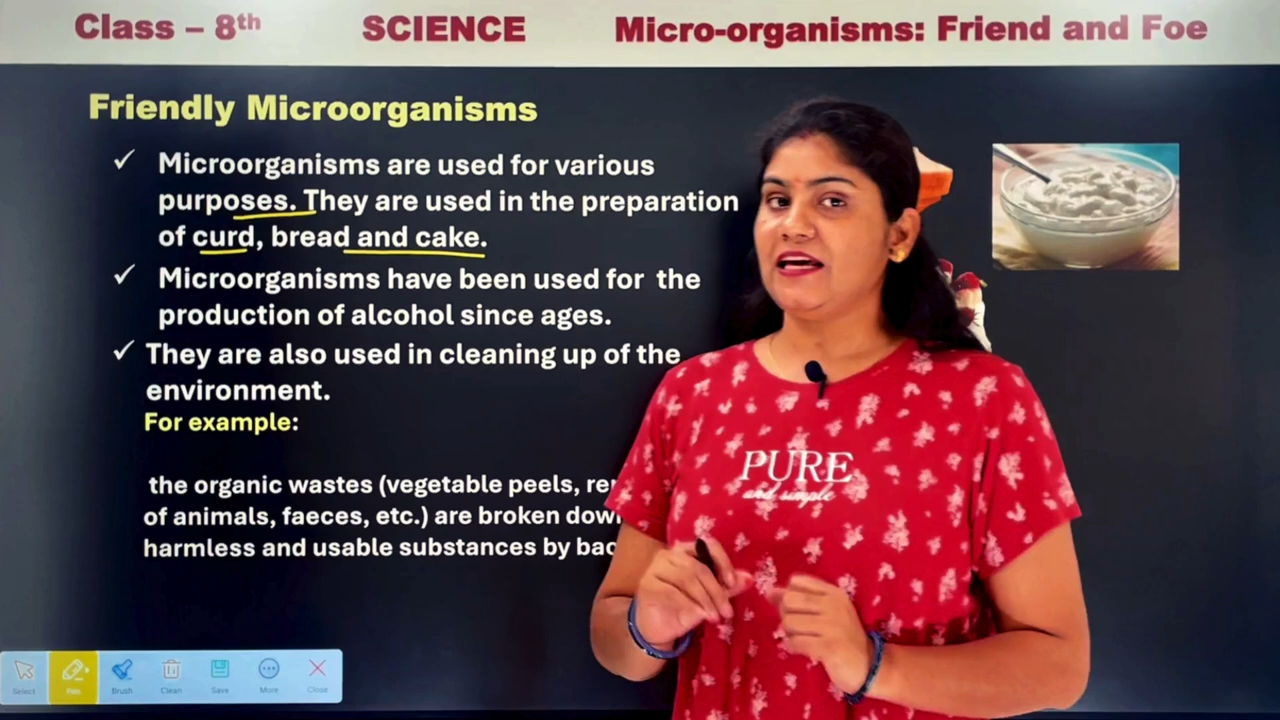 Class – 8th SCIENCE Micro-organisms: Friend and Foe
Friendly Microorganisms
✓ Microorganisms are used for various
purposes. They are used in the preparation
of curd, bread and cake.
✓ Microorganisms have been used for the
production of alcohol since ages.
✓ They are also used in cleaning up of the
environment.
For example:
the organic wastes (vegetable peels,
of animals, faeces, etc.) are broken
harmless and usable substances by
PURE
and simple
Select Pen Brush Clean Save More Close